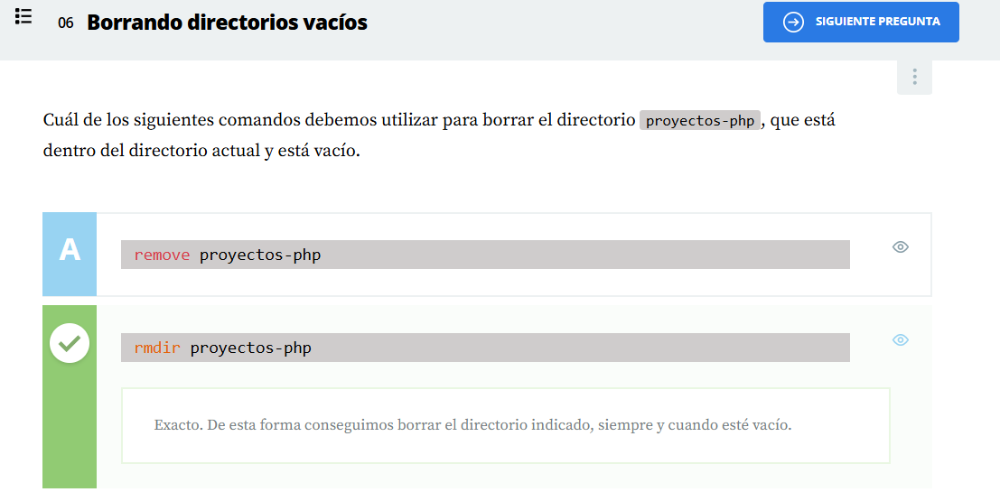 06 Borrando directorios vacíos
SIGUIENTE PREGUNTA
Cuál de los siguientes comandos debemos utilizar para borrar el directorio proyectos-php, que está
dentro del directorio actual y está vacío.
A
remove proyectos-php
rmdir proyectos-php
Exacto. De esta forma conseguimos borrar el directorio indicado, siempre y cuando esté vacío.